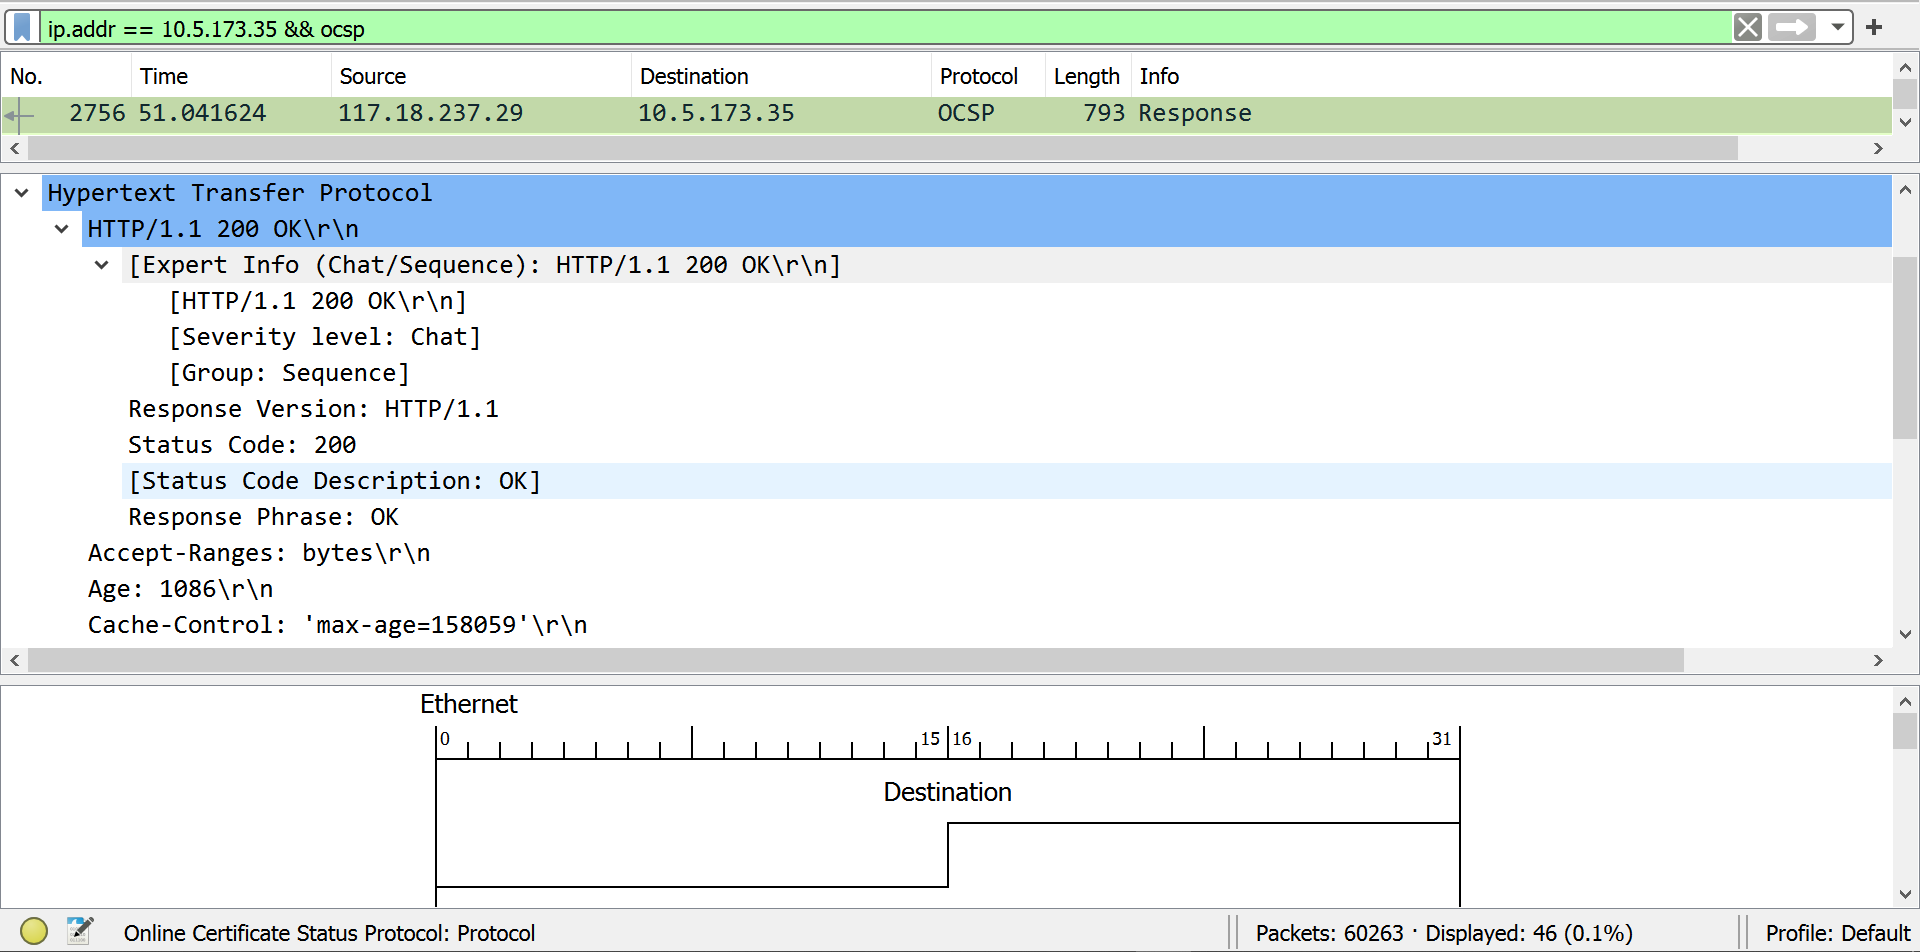 ip.addr == 10.5.173.35 && ocsp
No. Time Source Destination Protocol Length Info
2756 51.041624 117.18.237.29 10.5.173.35 OCSP 793 Response
Hypertext Transfer Protocol
HTTP/1.1 200 OK\r\n
[Expert Info (Chat/Sequence): HTTP/1.1 200 OK\r\n]
[HTTP/1.1 200 OK\r\n]
[Severity level: Chat]
[Group: Sequence]
Response Version: HTTP/1.1
Status Code: 200
[Status Code Description: OK]
Response Phrase: OK
Accept-Ranges: bytes\r\n
Age: 1086\r\n
Cache-Control: 'max-age=158059'\r\n
Ethernet
0 15 16 31
Destination
Online Certificate Status Protocol: Protocol Packets: 60263 · Displayed: 46 (0.1%) Profile: Default